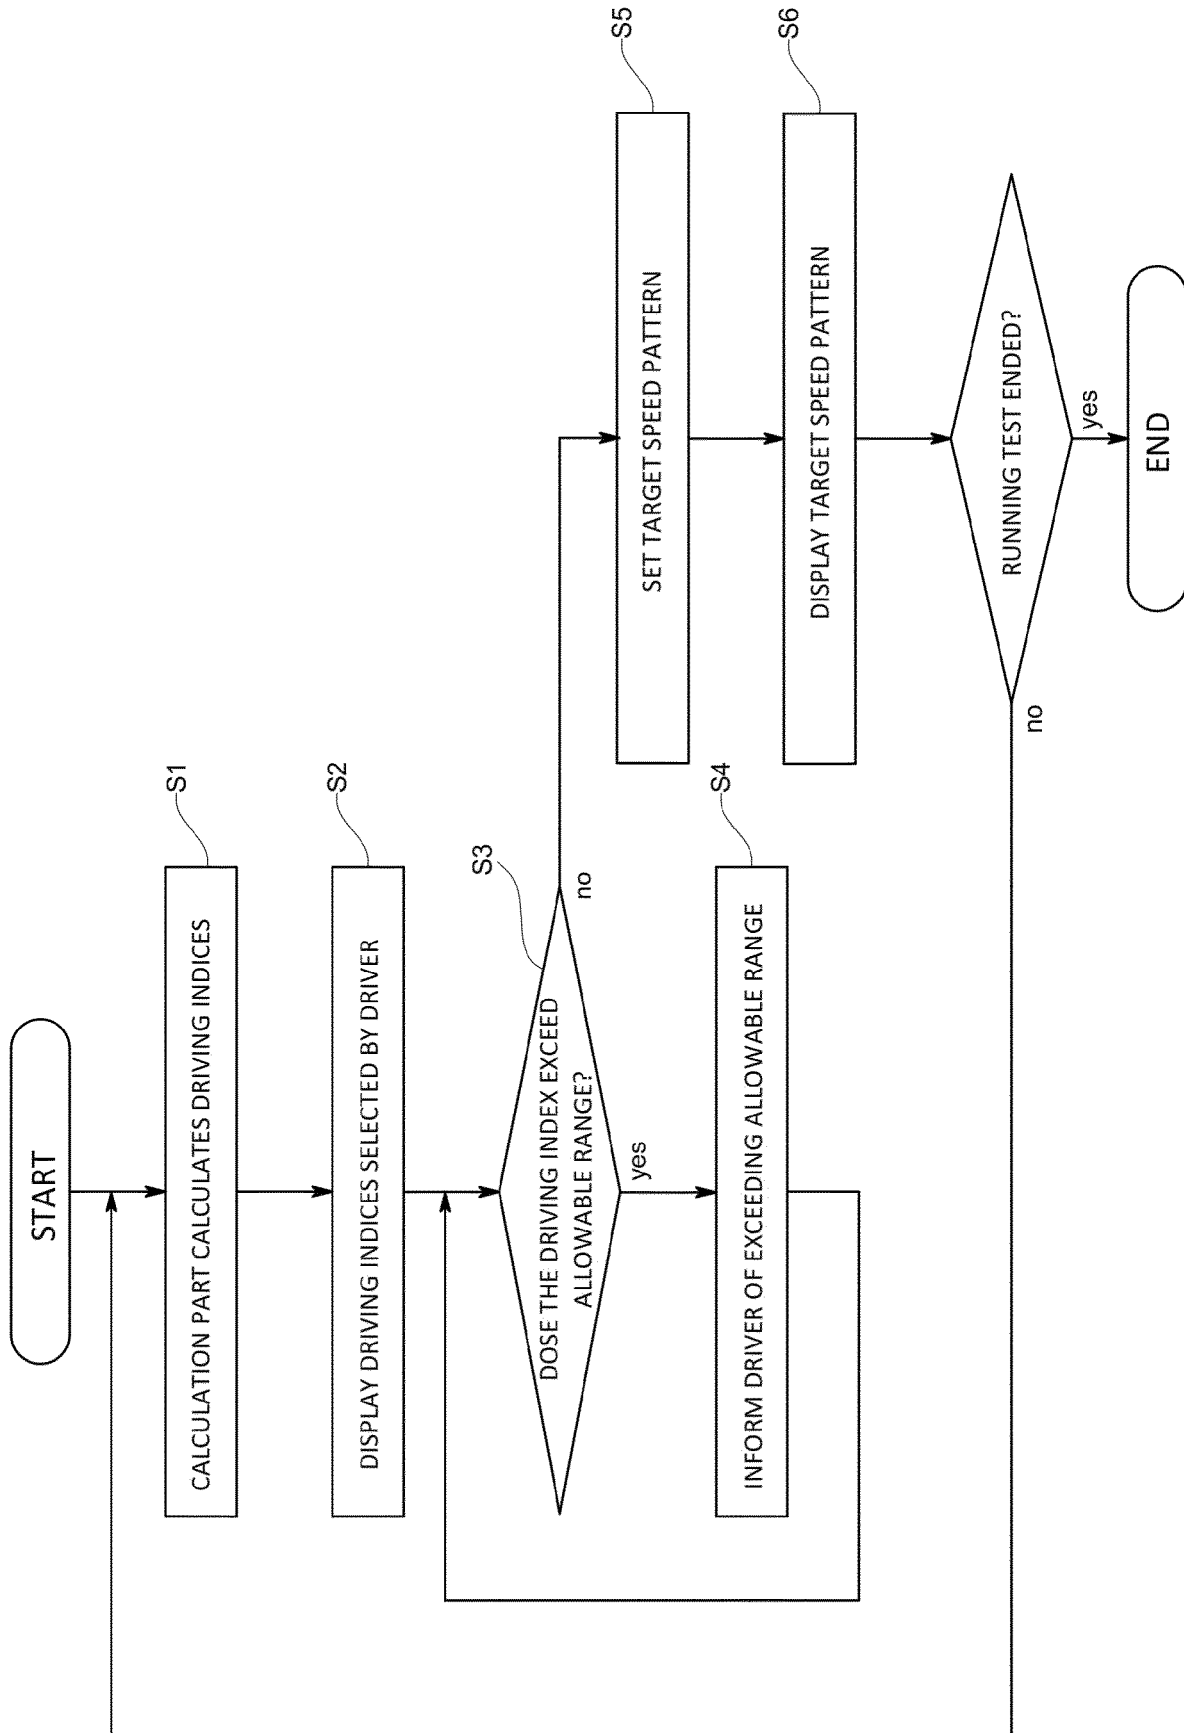 START
CALCULATION PART CALCULATES DRIVING INDICES
S1
DISPLAY DRIVING INDICES SELECTED BY DRIVER
S2
DOSE THE DRIVING INDEX EXCEED
ALLOWABLE RANGE?
S3
no
yes
INFORM DRIVER OF EXCEEDING ALLOWABLE RANGE
S4
SET TARGET SPEED PATTERN
S5
DISPLAY TARGET SPEED PATTERN
S6
RUNNING TEST ENDED?
no
yes
END